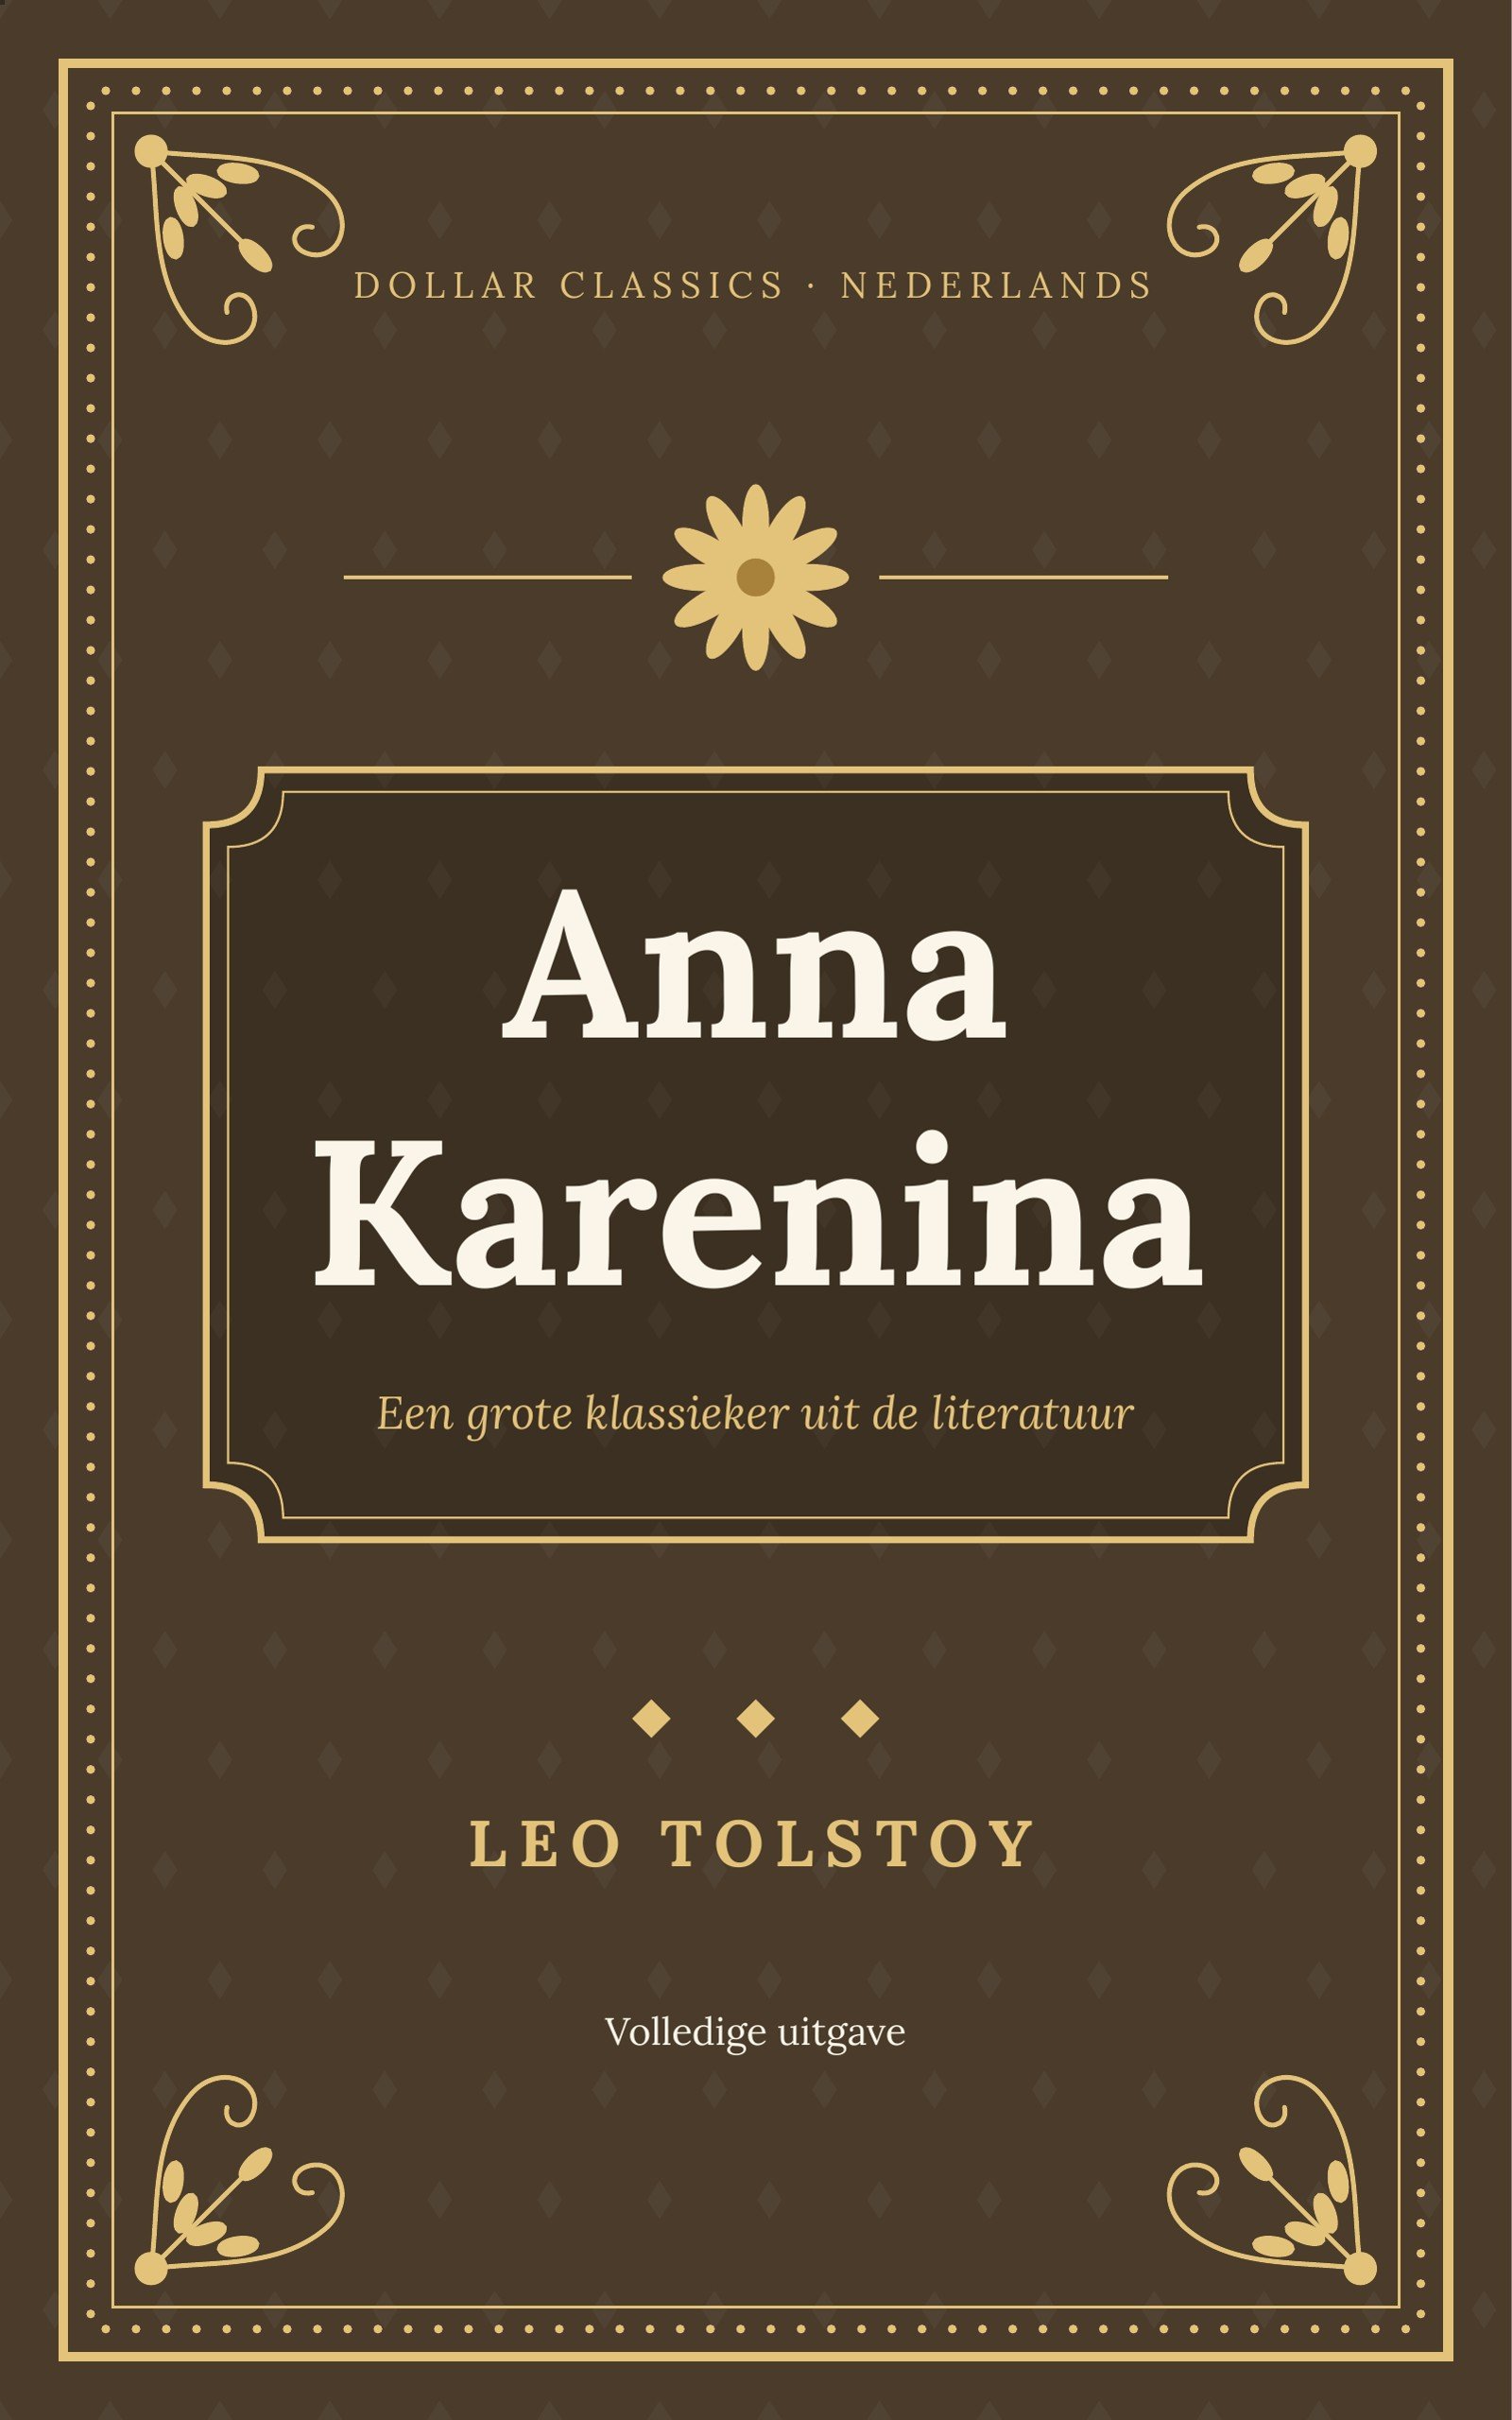 DOLLAR CLASSICS · NEDERLANDS
Anna
Karenina
Een grote klassieker uit de literatuur
LEO TOLSTOY
Volledige uitgave